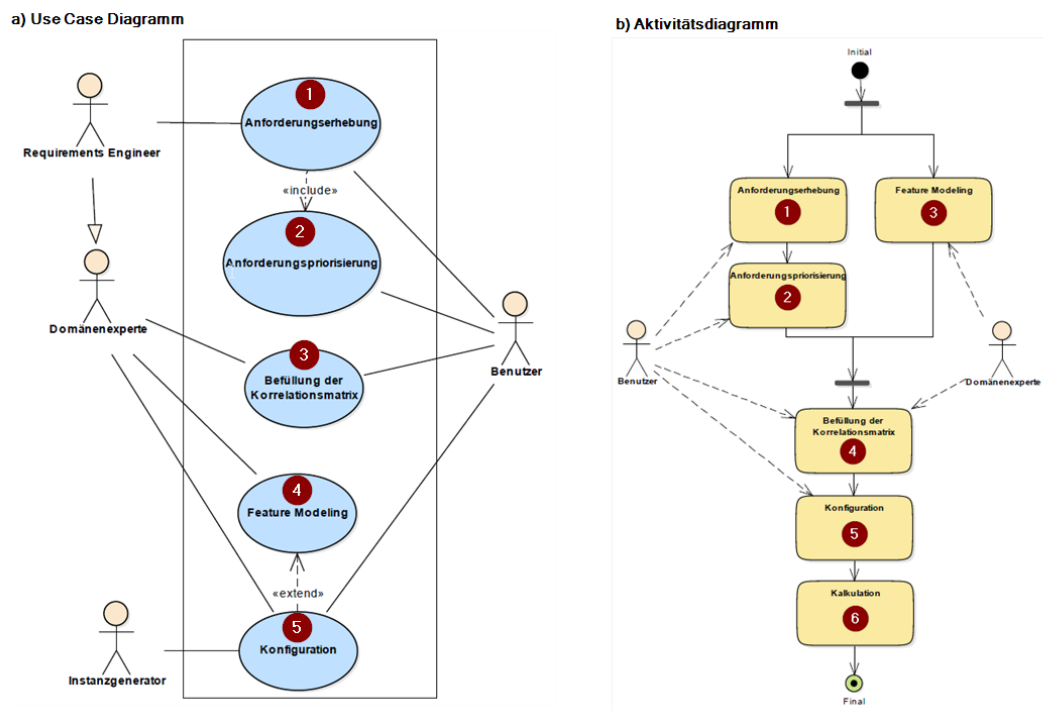 a) Use Case Diagramm
1
Anforderungserhebung
Requirements Engineer
«include»
2
Anforderungspriorisierung
Domänenexperte
3
Befüllung der
Korrelationsmatrix
Benutzer
4
Feature Modeling
«extend»
5
Konfiguration
Instanzgenerator
b) Aktivitätsdiagramm
Initial
Anforderungserhebung
1
Feature Modeling
3
Anforderungspriorisierung
2
Benutzer
Domänenexperte
Befüllung der
Korrelationsmatrix
4
Konfiguration
5
Kalkulation
6
Final